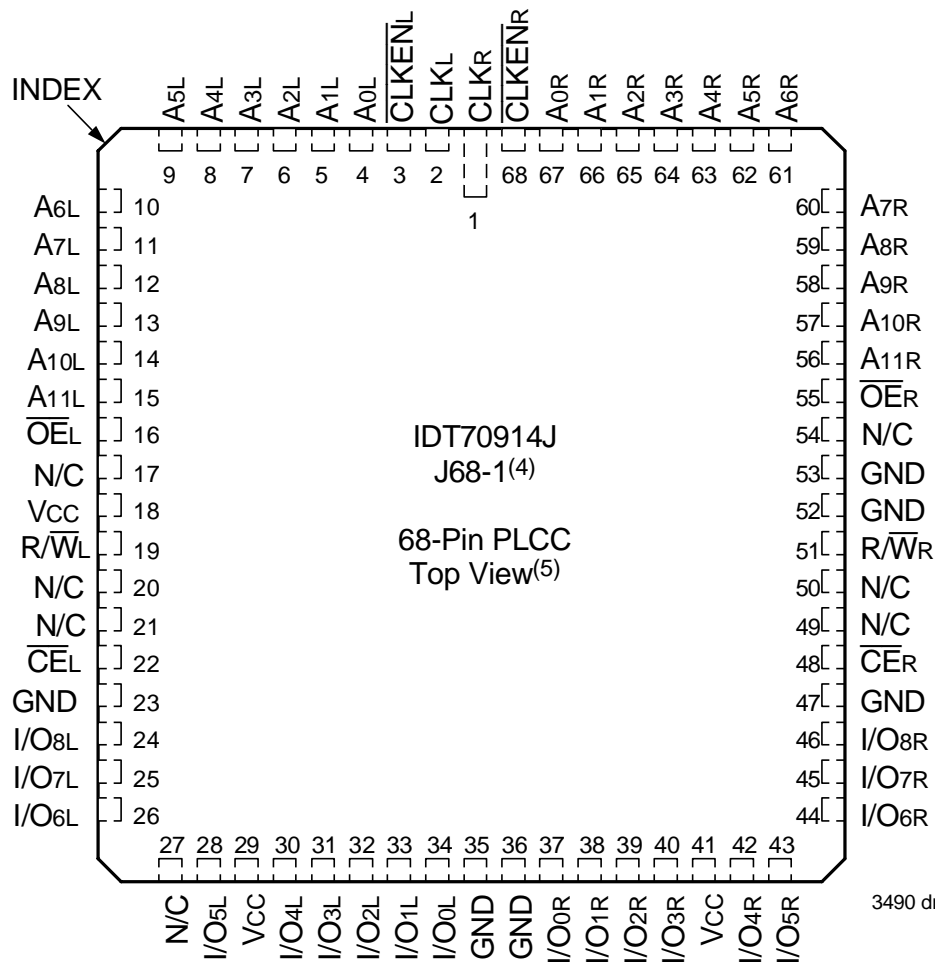 INDEX
A5L A4L A3L A2L A1L A0L CLKENL CLKL CLKR CLKENR A0R A1R A2R A3R A4R A5R A6R
9 8 7 6 5 4 3 2 68 67 66 65 64 63 62 61
1
A6L 10 60 A7R
A7L 11 59 A8R
A8L 12 58 A9R
A9L 13 57 A10R
A10L 14 56 A11R
A11L 15 55 OER
OEL 16 54 N/C
N/C 17 53 GND
VCC 18 52 GND
R/WL 19 51 R/WR
N/C 20 50 N/C
N/C 21 49 N/C
CEL 22 48 CER
GND 23 47 GND
I/O8L 24 46 I/O8R
I/O7L 25 45 I/O7R
I/O6L 26 44 I/O6R
IDT70914J
J68-1(4)
68-Pin PLCC
Top View(5)
27 28 29 30 31 32 33 34 35 36 37 38 39 40 41 42 43
N/C I/O5L VCC I/O4L I/O3L I/O2L I/O1L I/O0L GND GND I/O0R I/O1R I/O2R I/O3R VCC I/O4R I/O5R
3490